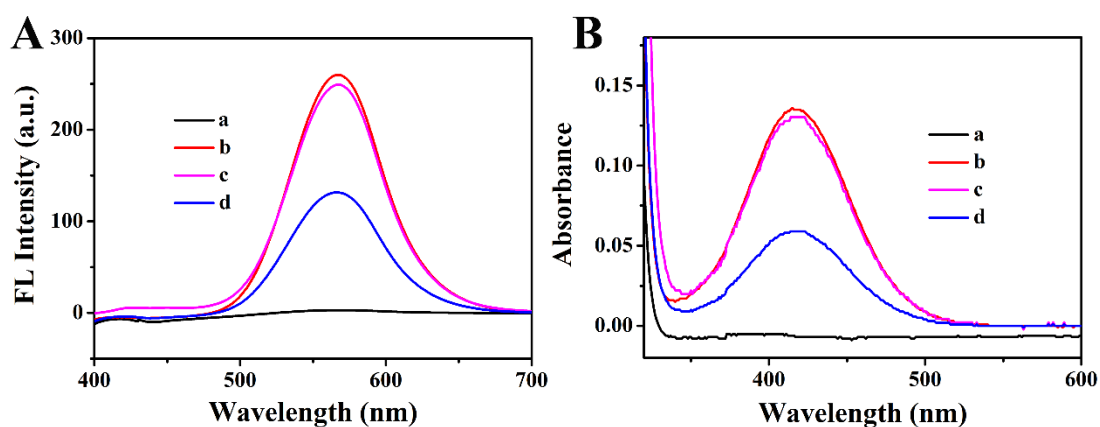 A
FL Intensity (a.u.)
300
200
100
0
a
b
c
d
400
500
600
700
Wavelength (nm)
B
Absorbance
0.15
0.10
0.05
0.00
a
b
c
d
400
500
600
Wavelength (nm)